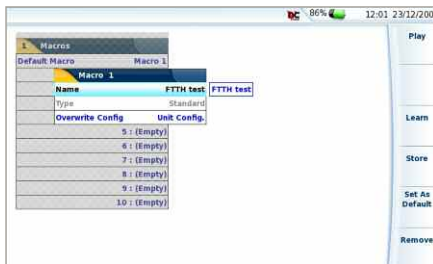 DC 86% 12:01 23/12/200
1 Macros
Default Macro Macro 1
Macro 1
Name FTTH test FTTH test
Type Standard
Overwrite Config Unit Config.
5 : (Empty)
6 : (Empty)
7 : (Empty)
8 : (Empty)
9 : (Empty)
10 : (Empty)
Play
Learn
Store
Set As
Default
Remove